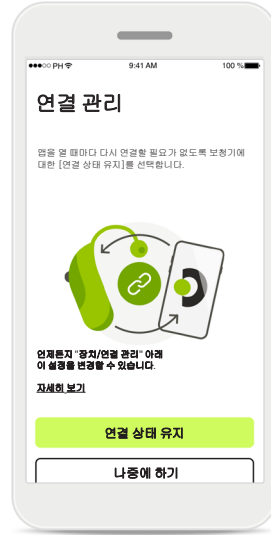 PH
9:41 AM
100 %
연결 관리
앱을 열 때마다 다시 연결할 필요가 없도록 보청기에
대한 [연결 상태 유지]를 선택합니다.
언제든지 "장치/연결 관리" 아래
이 설정을 변경할 수 있습니다.
자세히 보기
연결 상태 유지
나중에 하기